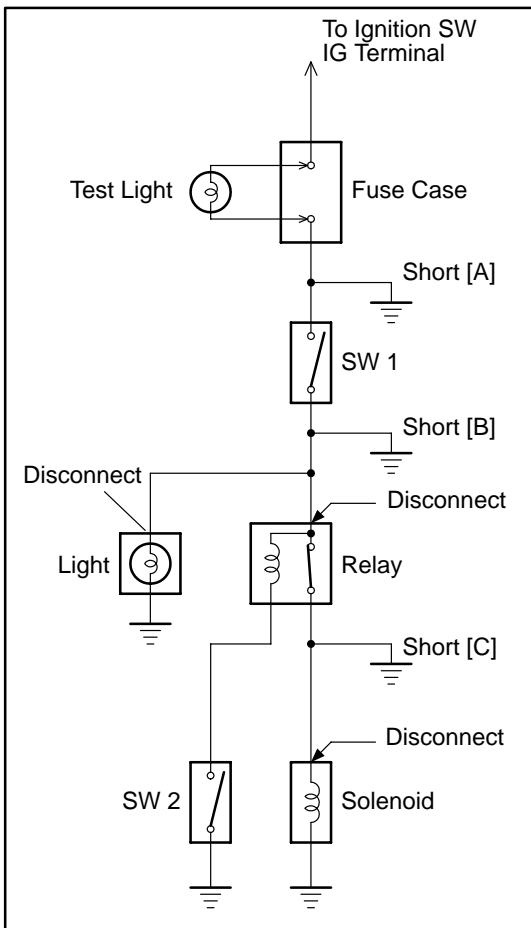 To Ignition SW
IG Terminal
Test Light
Fuse Case
Short [A]
SW 1
Short [B]
Disconnect
Disconnect
Light
Relay
Short [C]
Disconnect
SW 2
Solenoid